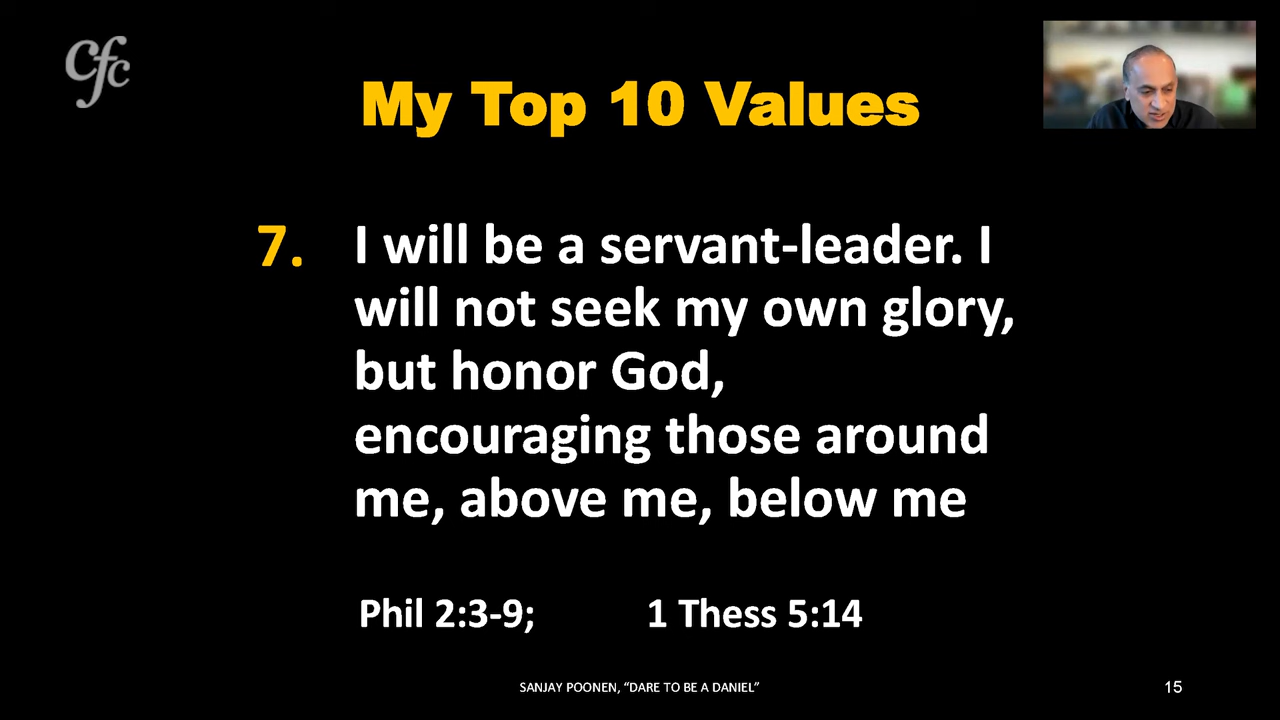 cfc
My Top 10 Values
7. I will be a servant-leader. I
will not seek my own glory,
but honor God,
encouraging those around
me, above me, below me
Phil 2:3-9; 1 Thess 5:14
SANJAY POONEN, “DARE TO BE A DANIEL”
15